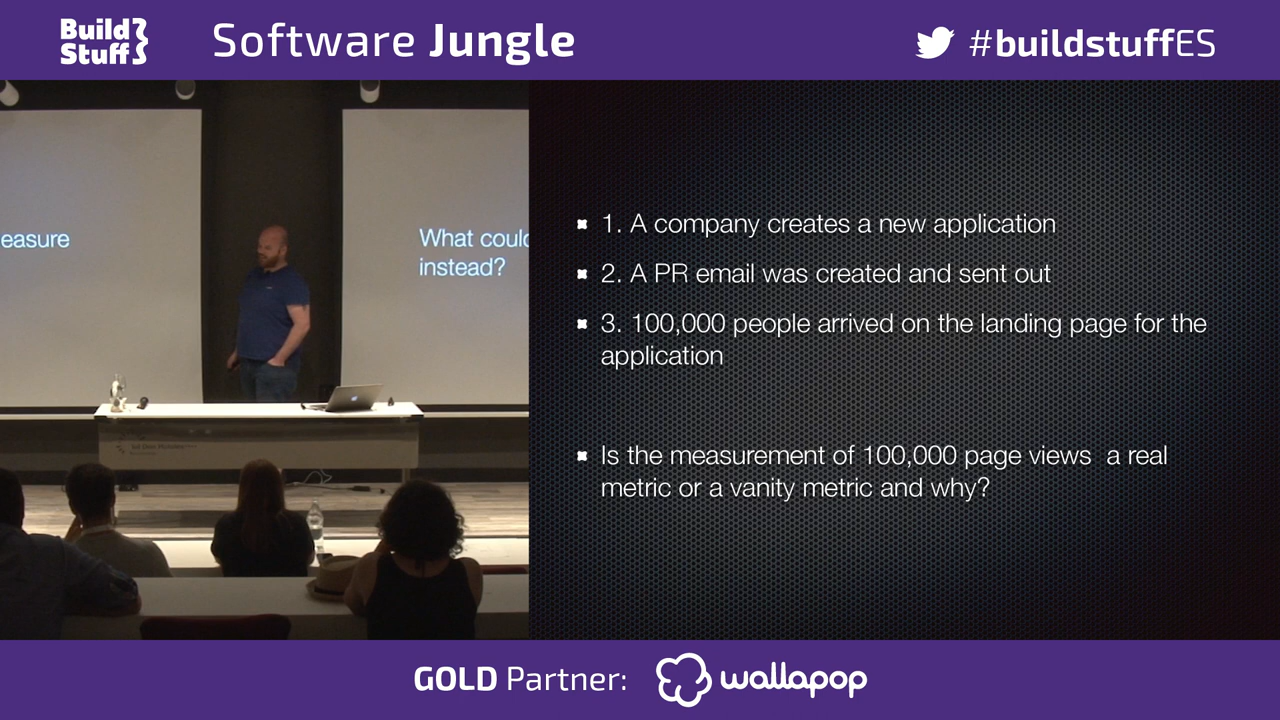 Build
Stuff
Software Jungle
#buildstuffES
easure
What could
instead?
1. A company creates a new application
2. A PR email was created and sent out
3. 100,000 people arrived on the landing page for the
application
Is the measurement of 100,000 page views a real
metric or a vanity metric and why?
GOLD Partner:
wallapop